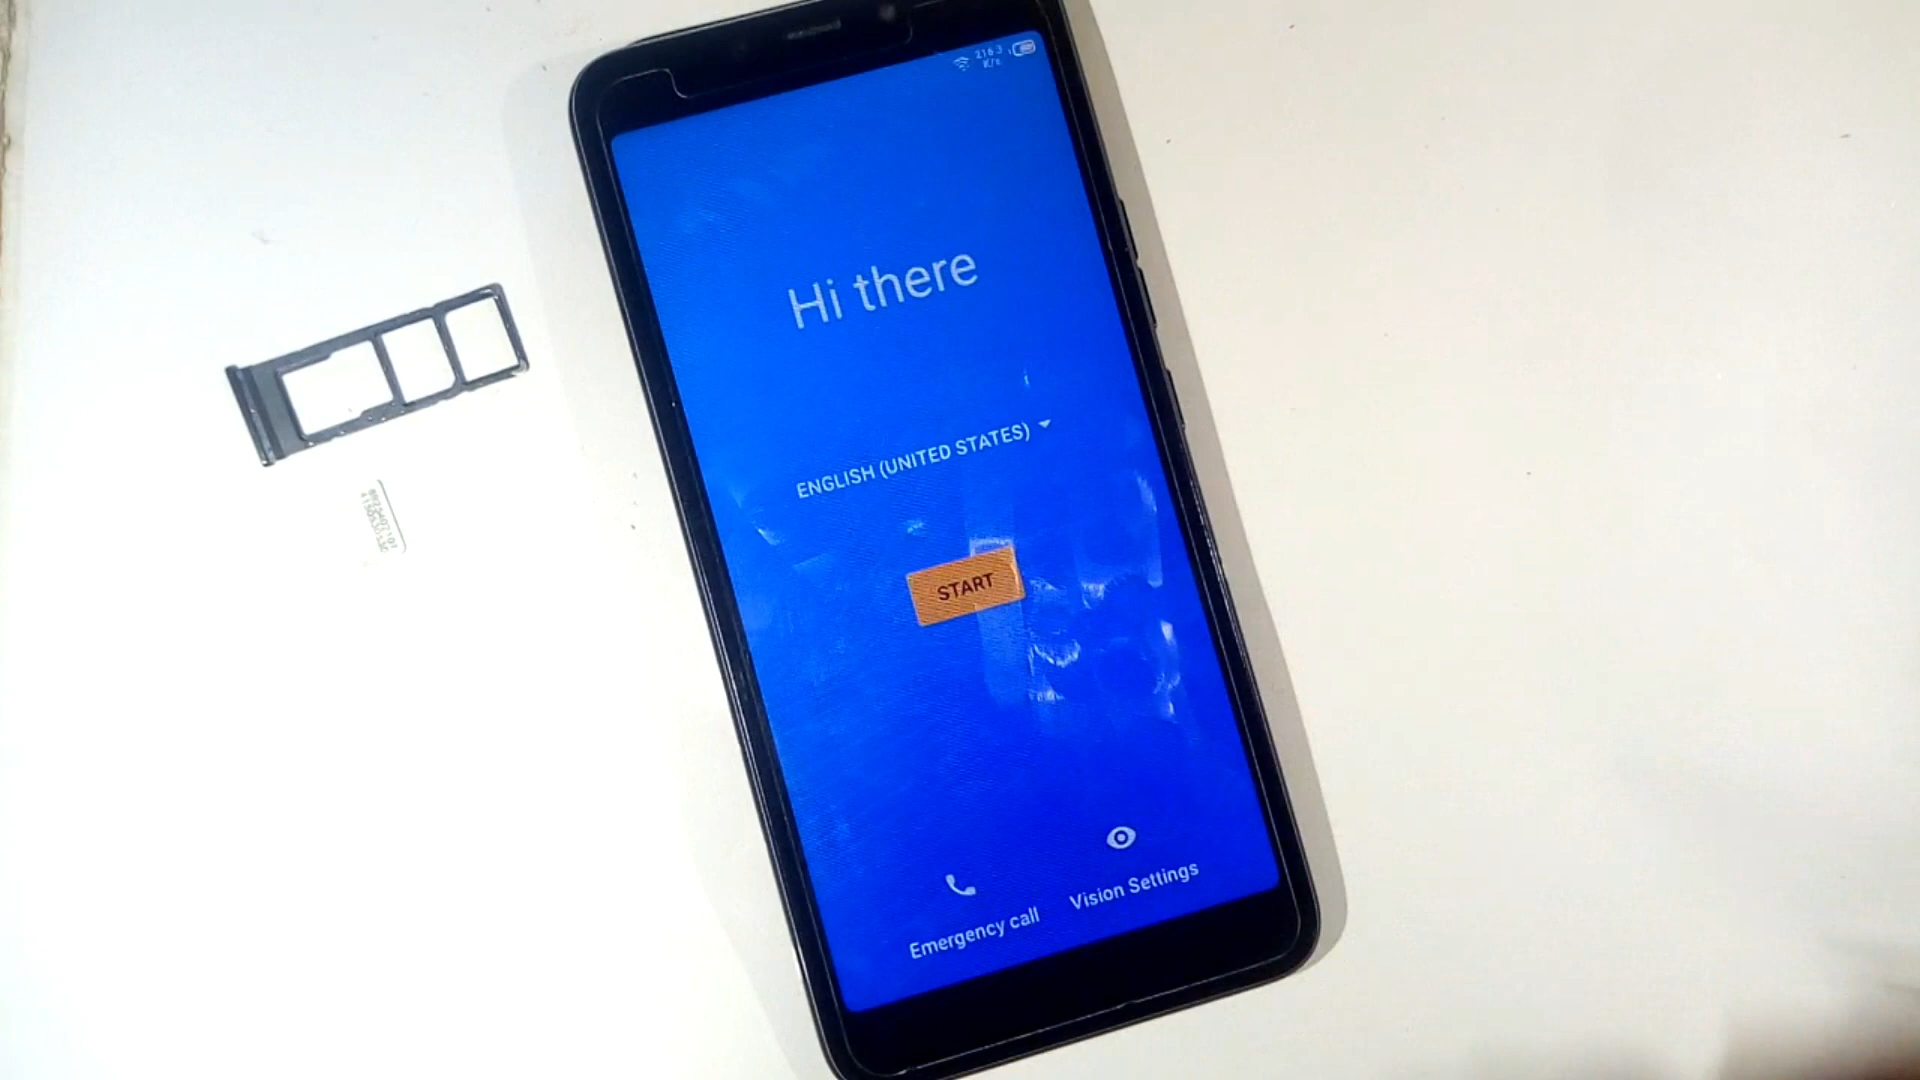 Hi there
ENGLISH (UNITED STATES)
START
Emergency call
Vision Settings